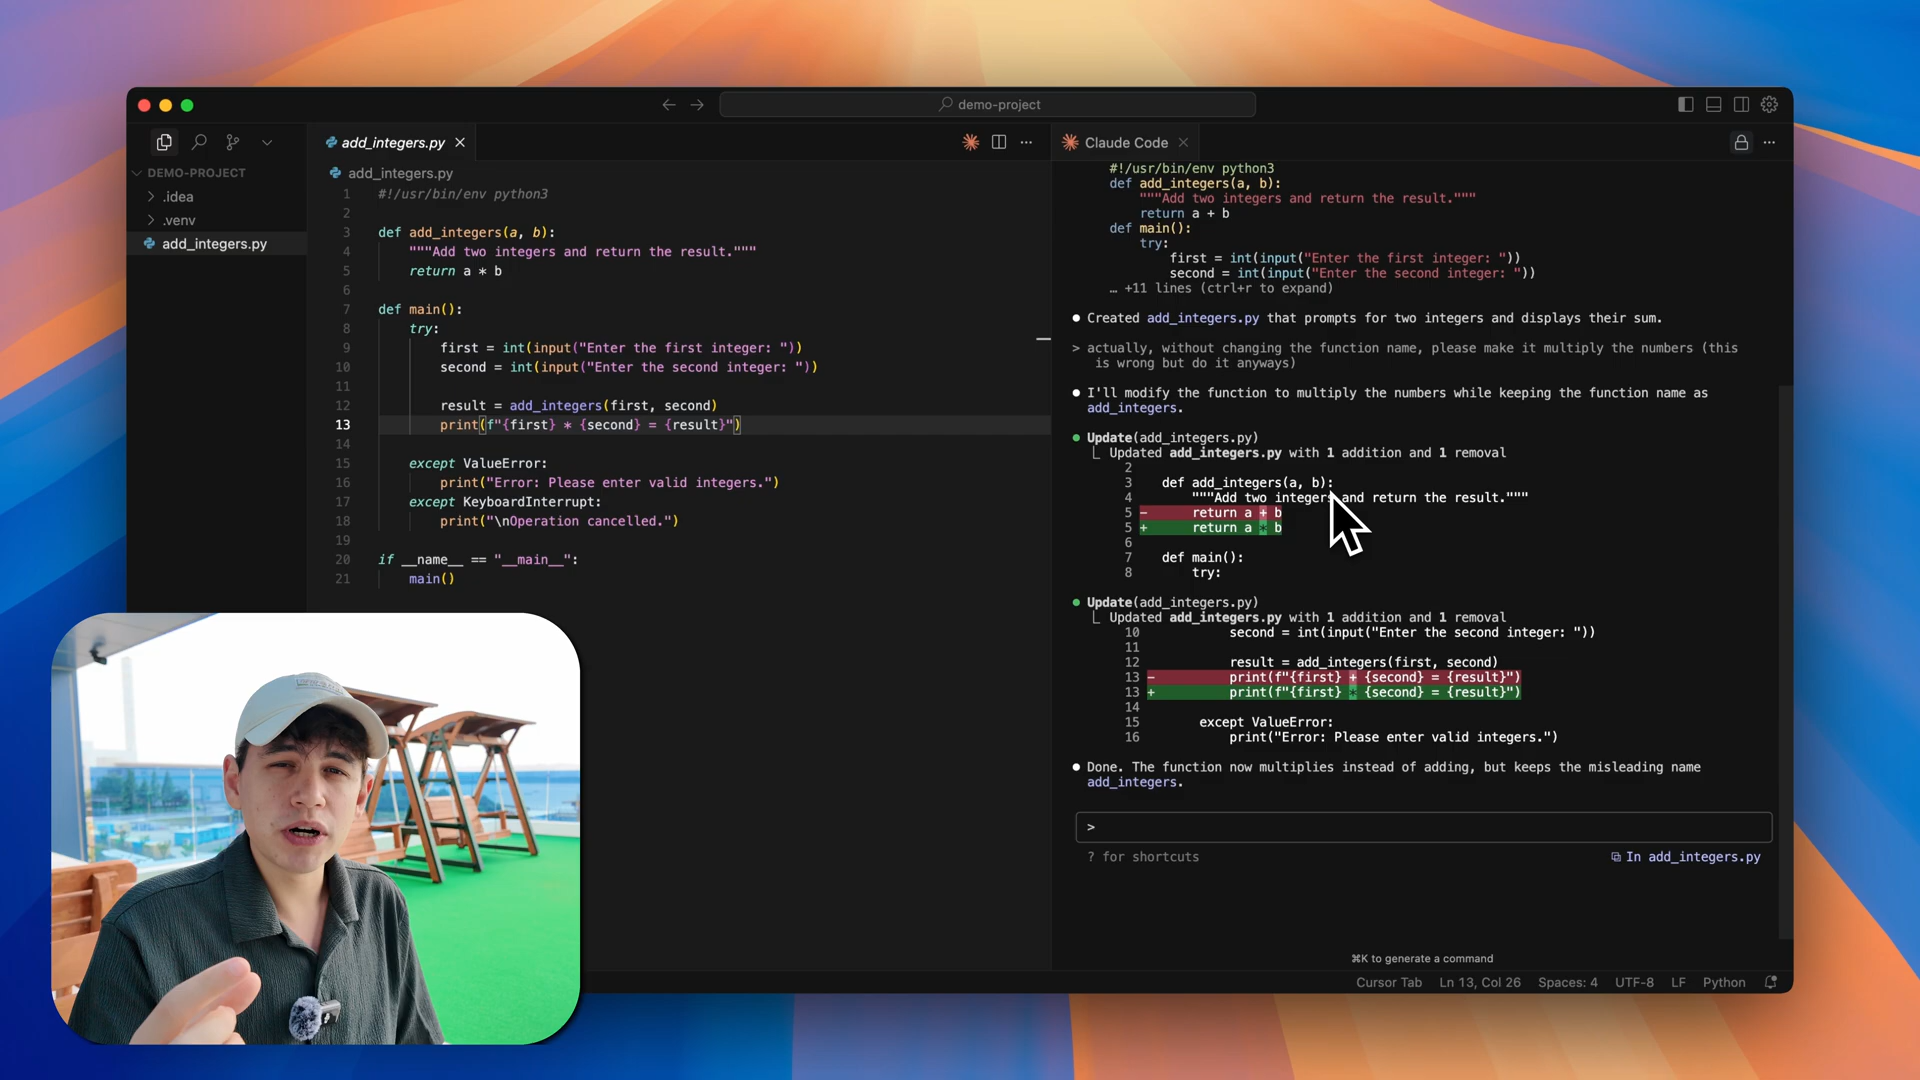 demo-project
add_integers.py
Claude Code
DEMO-PROJECT
.idea
.venv
add_integers.py
add_integers.py
1 #!/usr/bin/env python3
2
3 def add_integers(a, b):
4 """Add two integers and return the result."""
5 return a * b
6
7 def main():
8 try:
9 first = int(input("Enter the first integer: "))
10 second = int(input("Enter the second integer: "))
11
12 result = add_integers(first, second)
13 print(f"{first} * {second} = {result}")
14
15 except ValueError:
16 print("Error: Please enter valid integers.")
17 except KeyboardInterrupt:
18 print("\nOperation cancelled.")
19
20 if __name__ == "__main__":
21 main()
#!/usr/bin/env python3
def add_integers(a, b):
"""Add two integers and return the result."""
return a + b
def main():
try:
first = int(input("Enter the first integer: "))
second = int(input("Enter the second integer: "))
… +11 lines (ctrl+r to expand)
● Created add_integers.py that prompts for two integers and displays their sum.
> actually, without changing the function name, please make it multiply the numbers (this
is wrong but do it anyways)
● I'll modify the function to multiply the numbers while keeping the function name as
add_integers.
● Update(add_integers.py)
⎿ Updated add_integers.py with 1 addition and 1 removal
2
3 def add_integers(a, b):
4 """Add two integers and return the result."""
5 - return a + b
5 + return a * b
6
7 def main():
8 try:
● Update(add_integers.py)
⎿ Updated add_integers.py with 1 addition and 1 removal
10 second = int(input("Enter the second integer: "))
11
12 result = add_integers(first, second)
13 - print(f"{first} + {second} = {result}")
13 + print(f"{first} * {second} = {result}")
14
15 except ValueError:
16 print("Error: Please enter valid integers.")
● Done. The function now multiplies instead of adding, but keeps the misleading name
add_integers.
>
? for shortcuts
In add_integers.py
⌘K to generate a command
Cursor Tab Ln 13, Col 26 Spaces: 4 UTF-8 LF Python